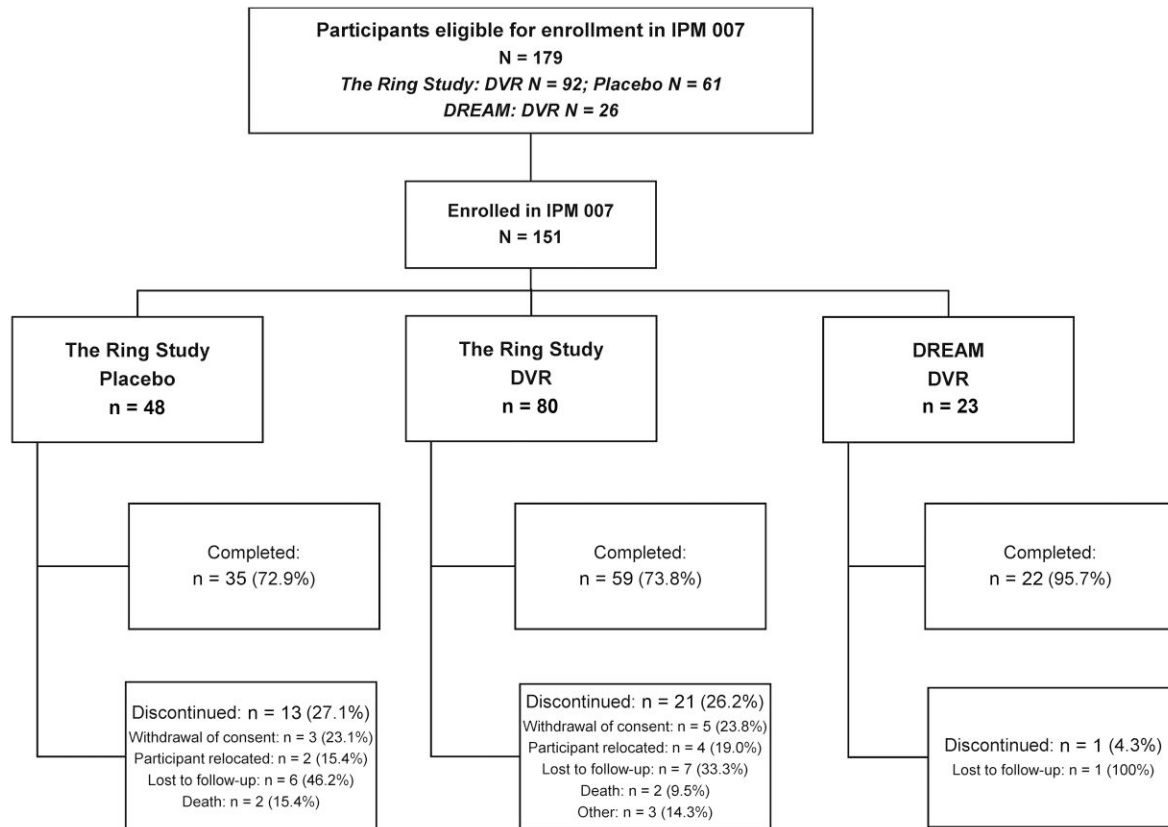 Participants eligible for enrollment in IPM 007
N = 179
The Ring Study: DVR N = 92; Placebo N = 61
DREAM: DVR N = 26
Enrolled in IPM 007
N = 151
The Ring Study
Placebo
n = 48
The Ring Study
DVR
n = 80
DREAM
DVR
n = 23
Completed:
n = 35 (72.9%)
Completed:
n = 59 (73.8%)
Completed:
n = 22 (95.7%)
Discontinued: n = 13 (27.1%)
Withdrawal of consent: n = 3 (23.1%)
Participant relocated: n = 2 (15.4%)
Lost to follow-up: n = 6 (46.2%)
Death: n = 2 (15.4%)
Discontinued: n = 21 (26.2%)
Withdrawal of consent: n = 5 (23.8%)
Participant relocated: n = 4 (19.0%)
Lost to follow-up: n = 7 (33.3%)
Death: n = 2 (9.5%)
Other: n = 3 (14.3%)
Discontinued: n = 1 (4.3%)
Lost to follow-up: n = 1 (100%)